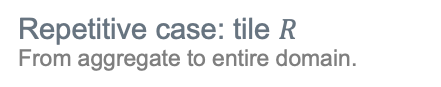 Repetitive case: tile R
From aggregate to entire domain.